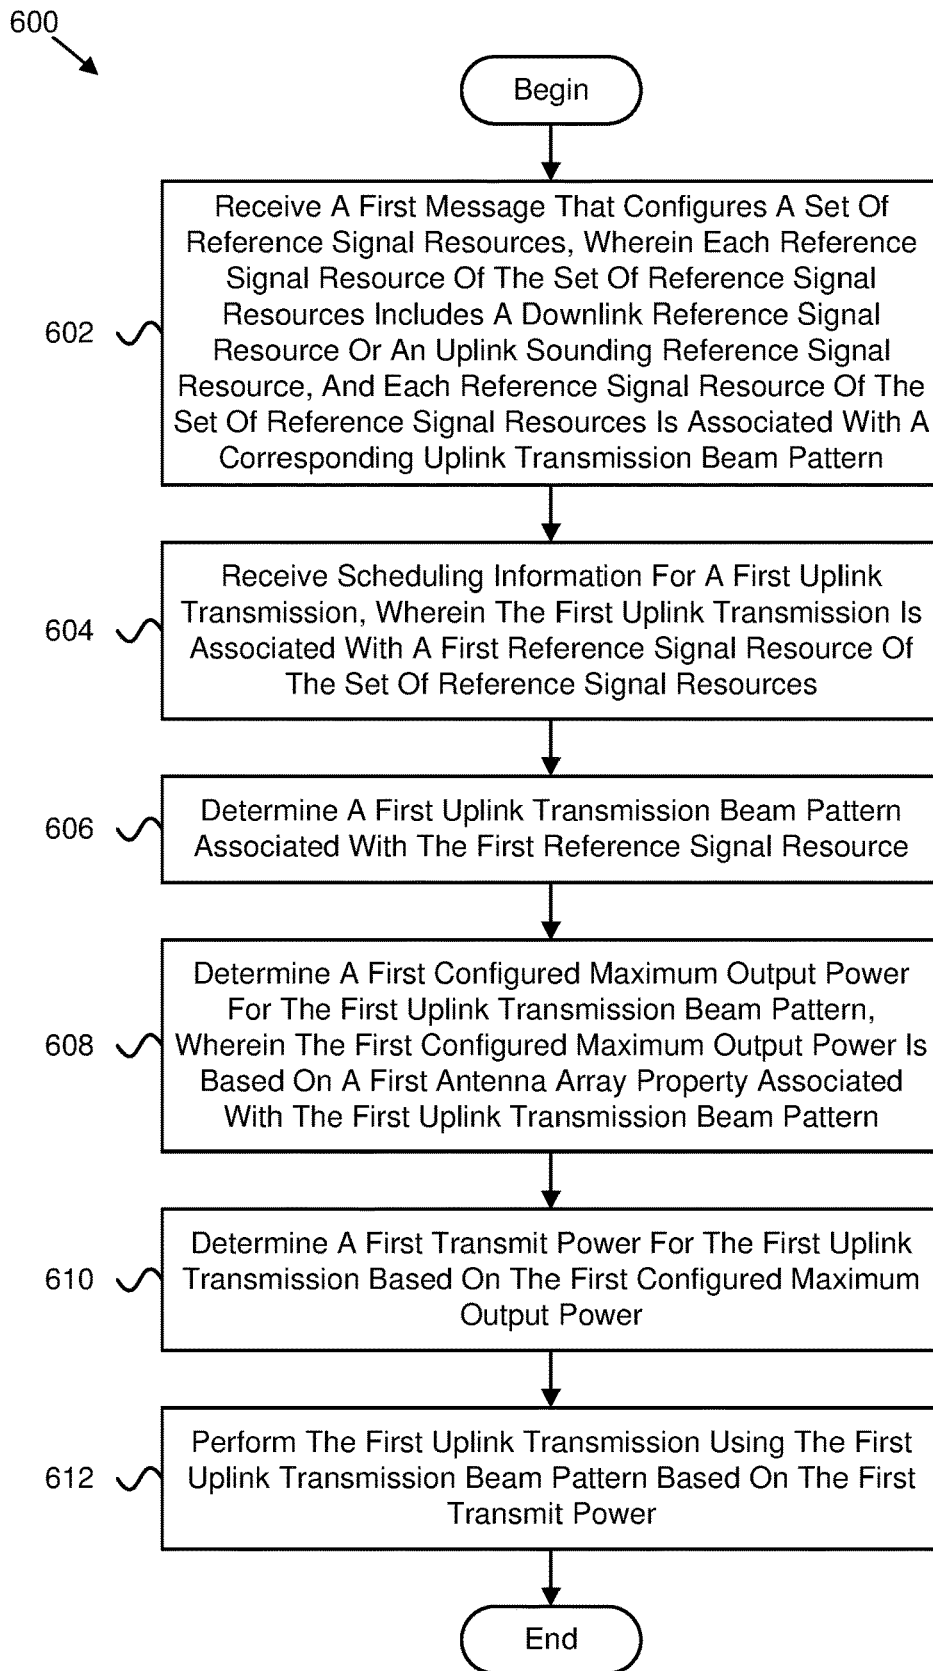 600
Begin
Receive A First Message That Configures A Set Of
Reference Signal Resources, Wherein Each Reference
Signal Resource Of The Set Of Reference Signal
Resources Includes A Downlink Reference Signal
Resource Or An Uplink Sounding Reference Signal
Resource, And Each Reference Signal Resource Of The
Set Of Reference Signal Resources Is Associated With A
Corresponding Uplink Transmission Beam Pattern
602
Receive Scheduling Information For A First Uplink
Transmission, Wherein The First Uplink Transmission Is
Associated With A First Reference Signal Resource Of
The Set Of Reference Signal Resources
604
Determine A First Uplink Transmission Beam Pattern
Associated With The First Reference Signal Resource
606
Determine A First Configured Maximum Output Power
For The First Uplink Transmission Beam Pattern,
Wherein The First Configured Maximum Output Power Is
Based On A First Antenna Array Property Associated
With The First Uplink Transmission Beam Pattern
608
Determine A First Transmit Power For The First Uplink
Transmission Based On The First Configured Maximum
Output Power
610
Perform The First Uplink Transmission Using The First
Uplink Transmission Beam Pattern Based On The First
Transmit Power
612
End